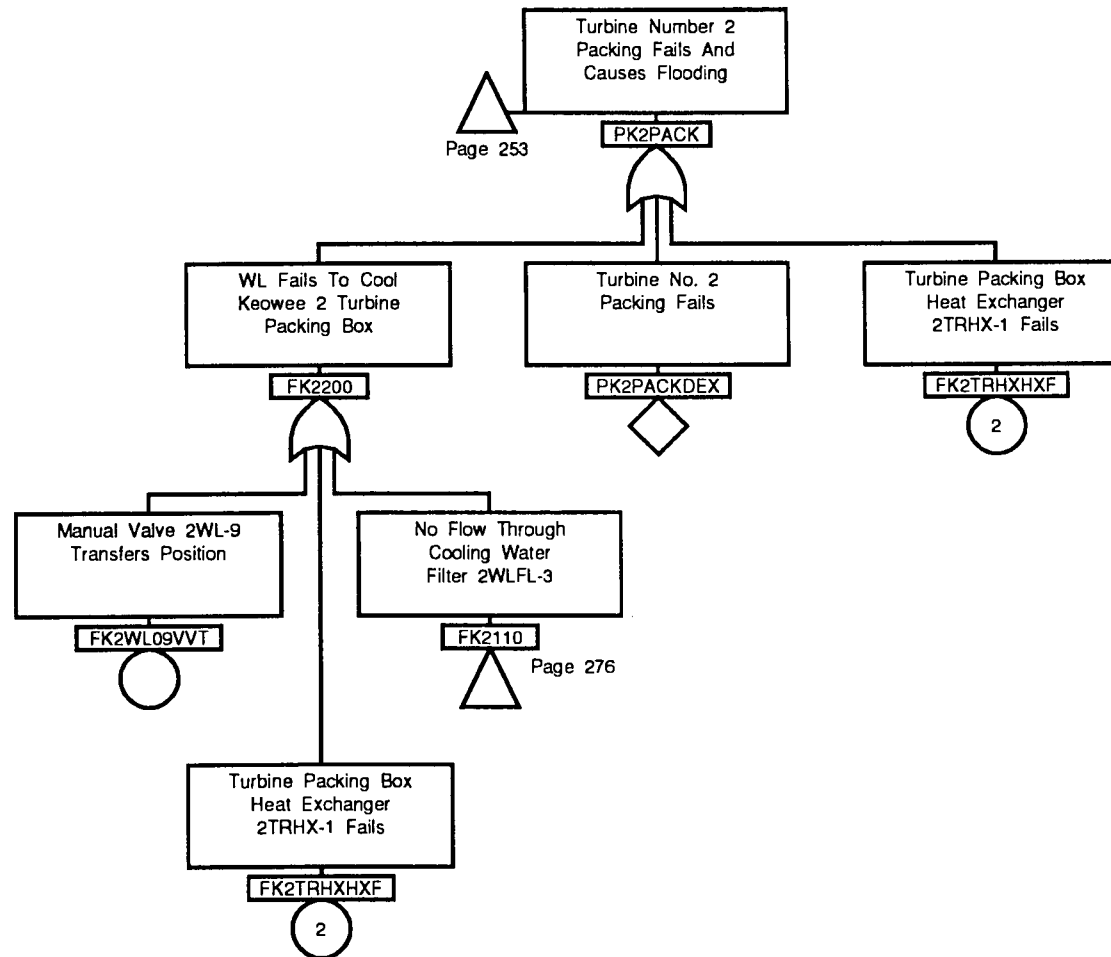 Turbine Number 2
Packing Fails And
Causes Flooding
Page 253
PK2PACK
WL Fails To Cool
Keowee 2 Turbine
Packing Box
FK2200
Turbine No. 2
Packing Fails
PK2PACKDEX
Turbine Packing Box
Heat Exchanger
2TRHX-1 Fails
FK2TRHXHXF
2
Manual Valve 2WL-9
Transfers Position
FK2WL09VVT
No Flow Through
Cooling Water
Filter 2WLFL-3
FK2110
Page 276
Turbine Packing Box
Heat Exchanger
2TRHX-1 Fails
FK2TRHXHXF
2